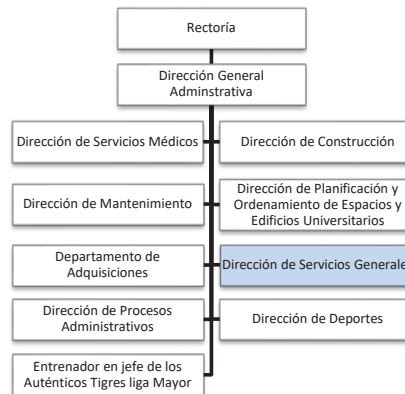 Rectoría
Dirección General
Adminstrativa
Dirección de Servicios Médicos
Dirección de Construcción
Dirección de Mantenimiento
Dirección de Planificación y
Ordenamiento de Espacios y
Edificios Universitarios
Departamento de
Adquisiciones
Dirección de Servicios Generale
Dirección de Procesos
Administrativos
Dirección de Deportes
Entrenador en jefe de los
Auténticos Tigres liga Mayor